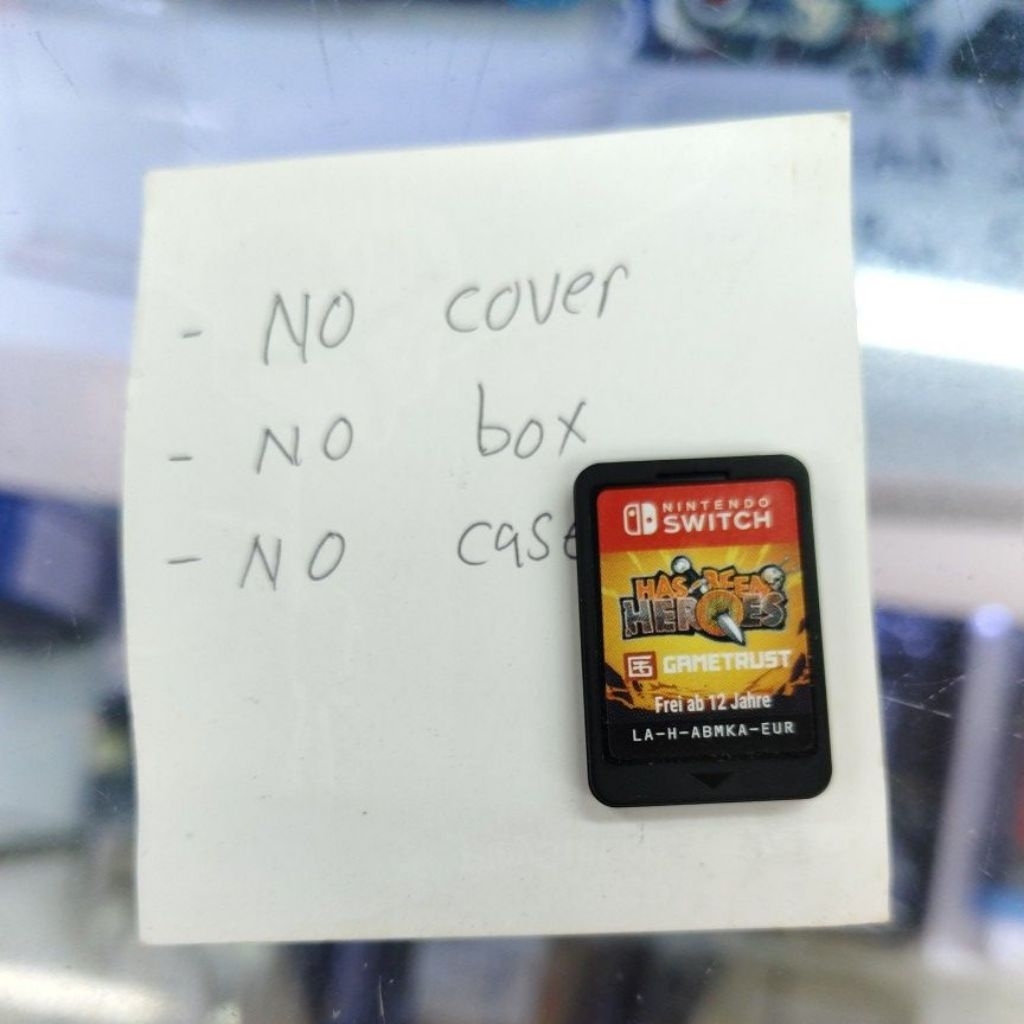 - NO cover
- NO box
- NO case
NINTENDO
SWITCH
HAS BEEN
HEROES
GAMETRUST
Frei ab 12 Jahre
LA-H-ABMKA-EUR